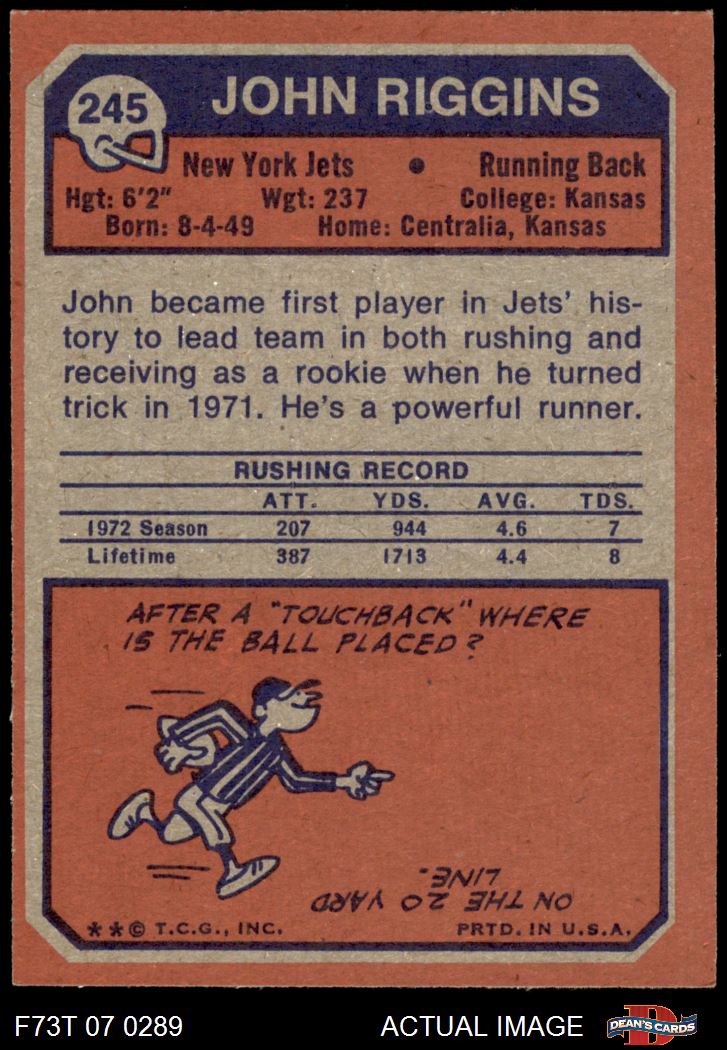 245
JOHN RIGGINS
New York Jets • Running Back
Hgt: 6'2" Wgt: 237 College: Kansas
Born: 8-4-49 Home: Centralia, Kansas
John became first player in Jets' his-
tory to lead team in both rushing and
receiving as a rookie when he turned
trick in 1971. He's a powerful runner.
RUSHING RECORD
ATT. YDS. AVG. TDS.
1972 Season 207 944 4.6 7
Lifetime 387 1713 4.4 8
AFTER A "TOUCHBACK" WHERE
IS THE BALL PLACED?
ON THE 20 YARD
LINE.
**© T.C.G., INC. PRTD. IN U.S.A.
F73T 07 0289 ACTUAL IMAGE D DEAN'S CARDS